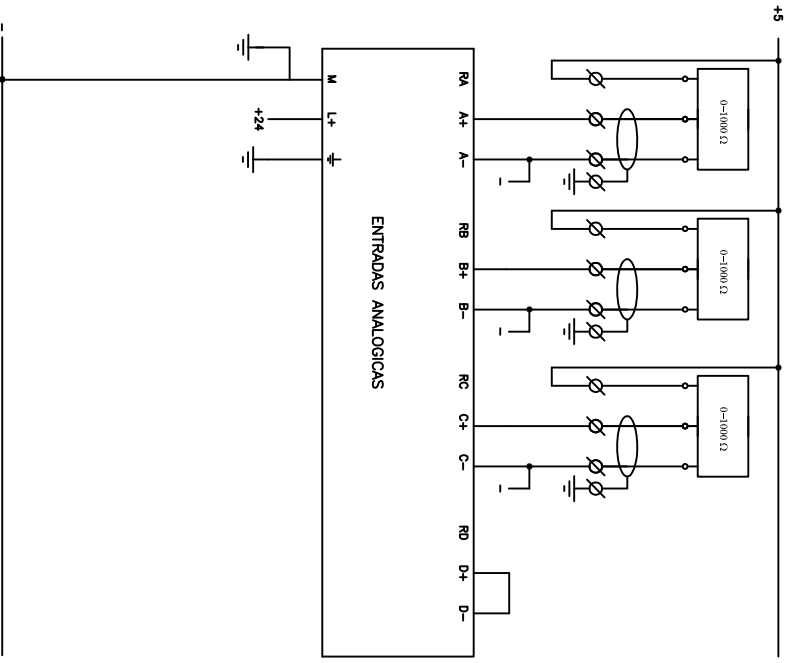 +5
0-1000 Ω
0-1000 Ω
0-1000 Ω
RA
A+
A-
RB
B+
B-
RC
C+
C-
RD
D+
D-
ENTRADAS ANALOGICAS
M
L+
+24
-
-
-
-